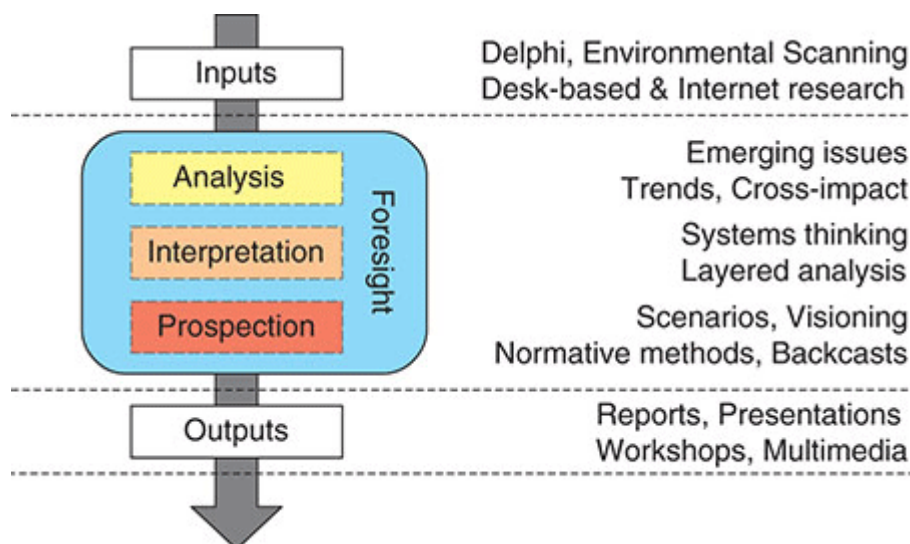 Inputs
Delphi, Environmental Scanning
Desk-based & Internet research
Foresight
Analysis
Emerging issues
Trends, Cross-impact
Interpretation
Systems thinking
Layered analysis
Prospection
Scenarios, Visioning
Normative methods, Backcasts
Outputs
Reports, Presentations
Workshops, Multimedia